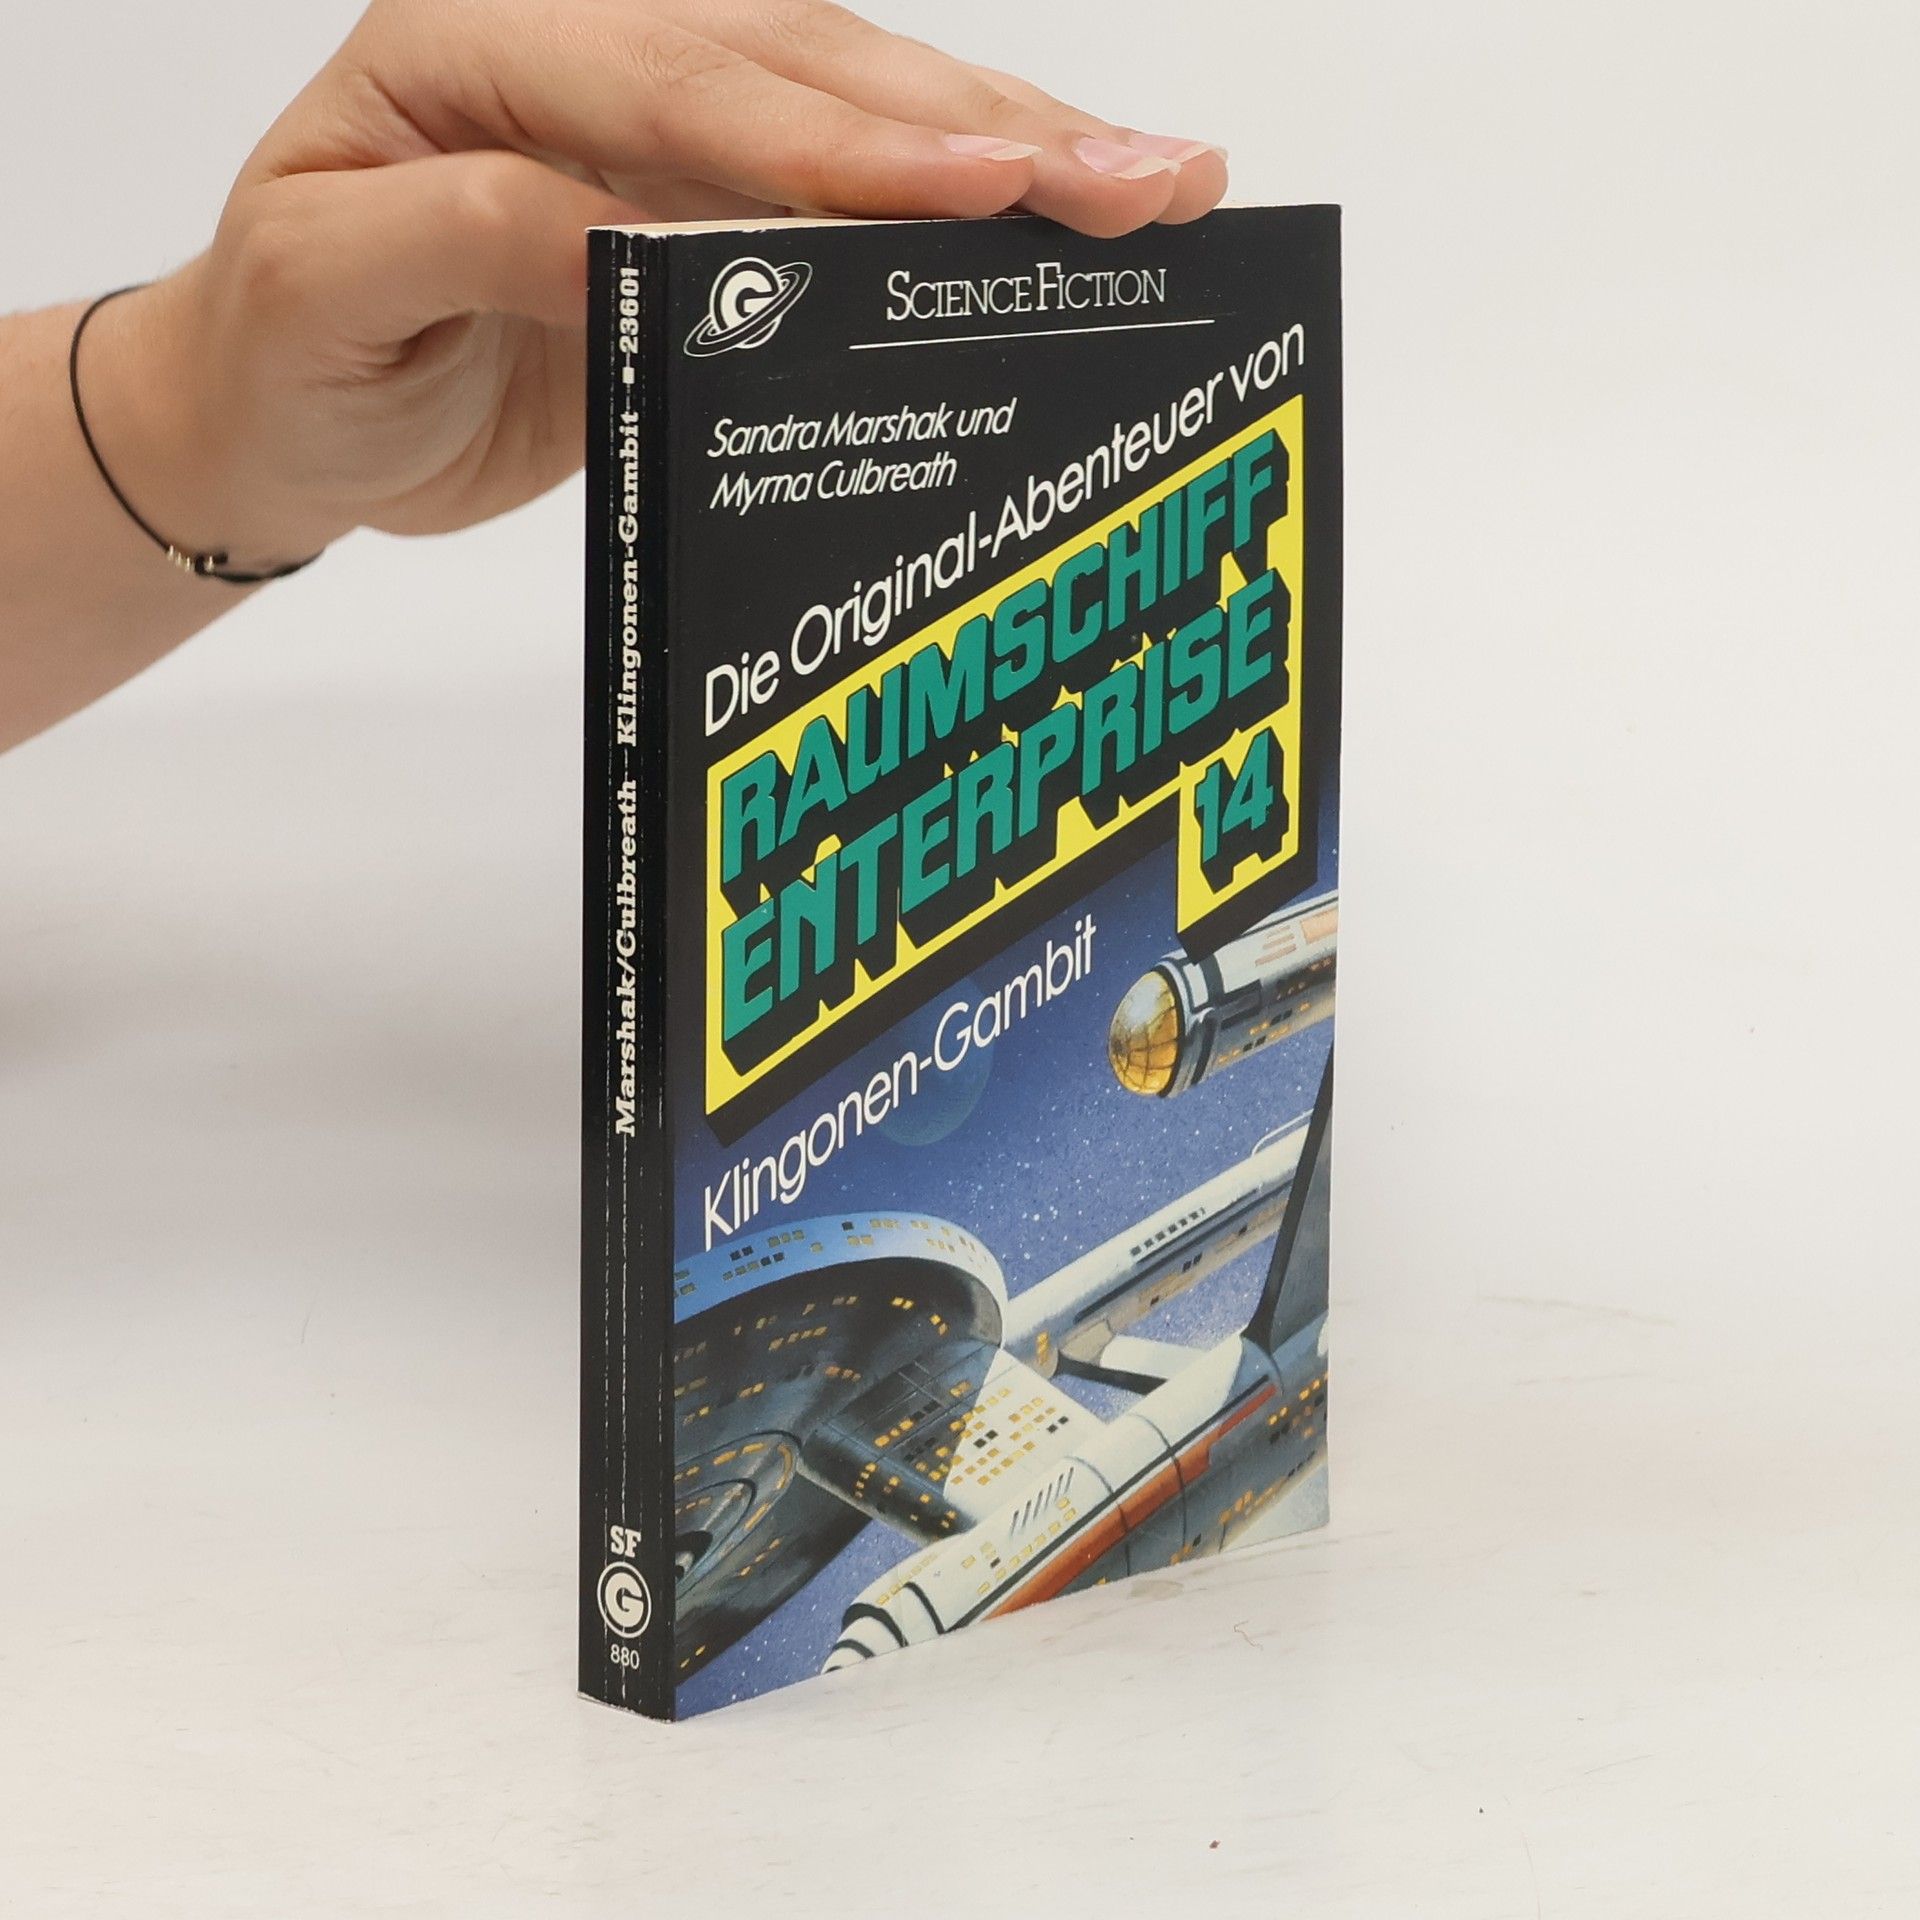 SCIENCE FICTION
Sandra Marshak und
Myrna Culbreath
Die Original-Abenteuer von
RAUMSCHIFF
ENTERPRISE
14
Klingonen-Gambit
Marshak/Culbreath Klingonen-Gambit ■ 23601
SF
G
880
G